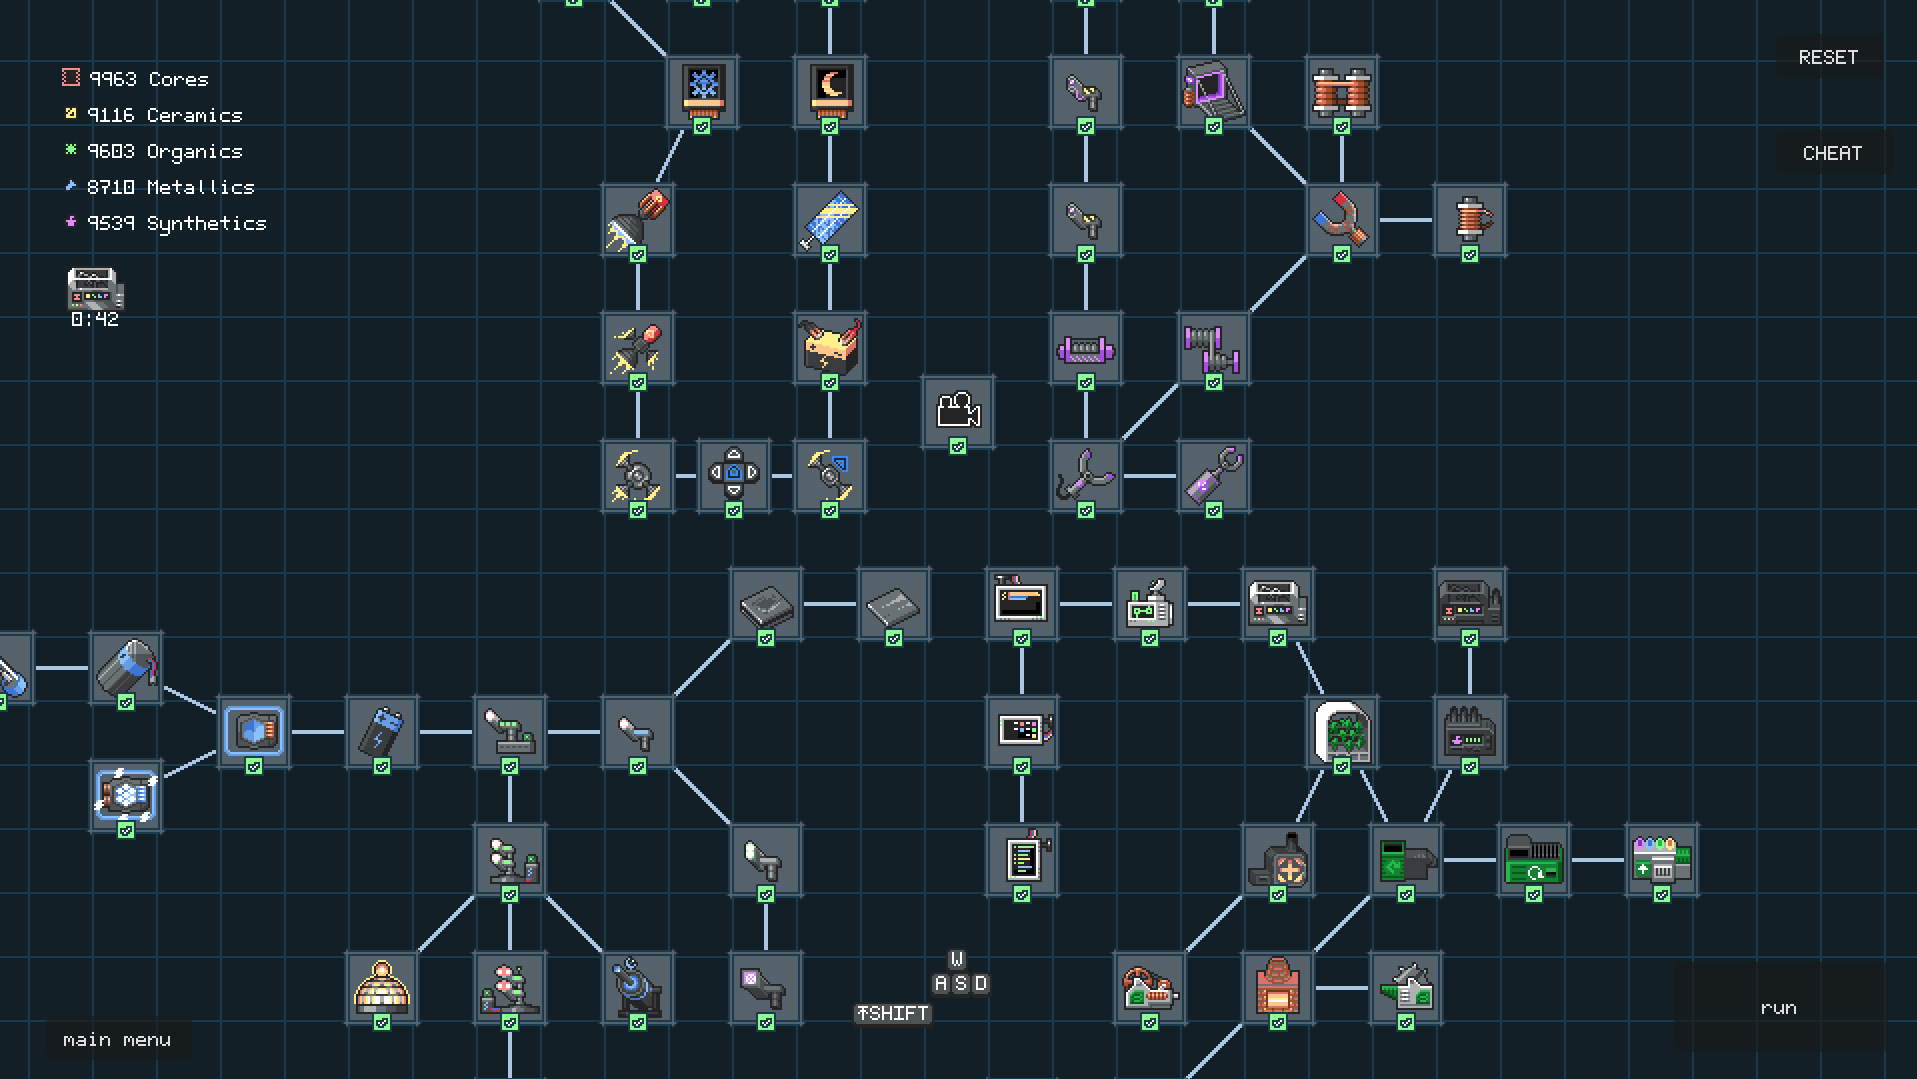 9963 Cores
9116 Ceramics
9603 Organics
8710 Metallics
9539 Synthetics
0:42
RESET
CHEAT
W
A S D
SHIFT
main menu
run